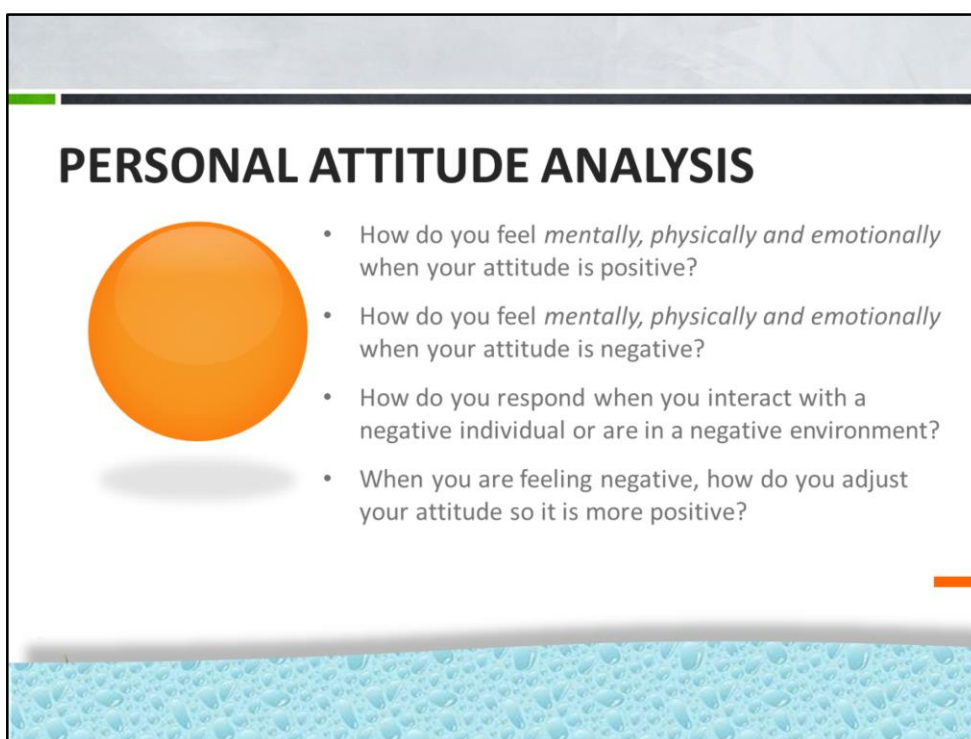 PERSONAL ATTITUDE ANALYSIS
• How do you feel mentally, physically and emotionally
when your attitude is positive?
• How do you feel mentally, physically and emotionally
when your attitude is negative?
• How do you respond when you interact with a
negative individual or are in a negative environment?
• When you are feeling negative, how do you adjust
your attitude so it is more positive?